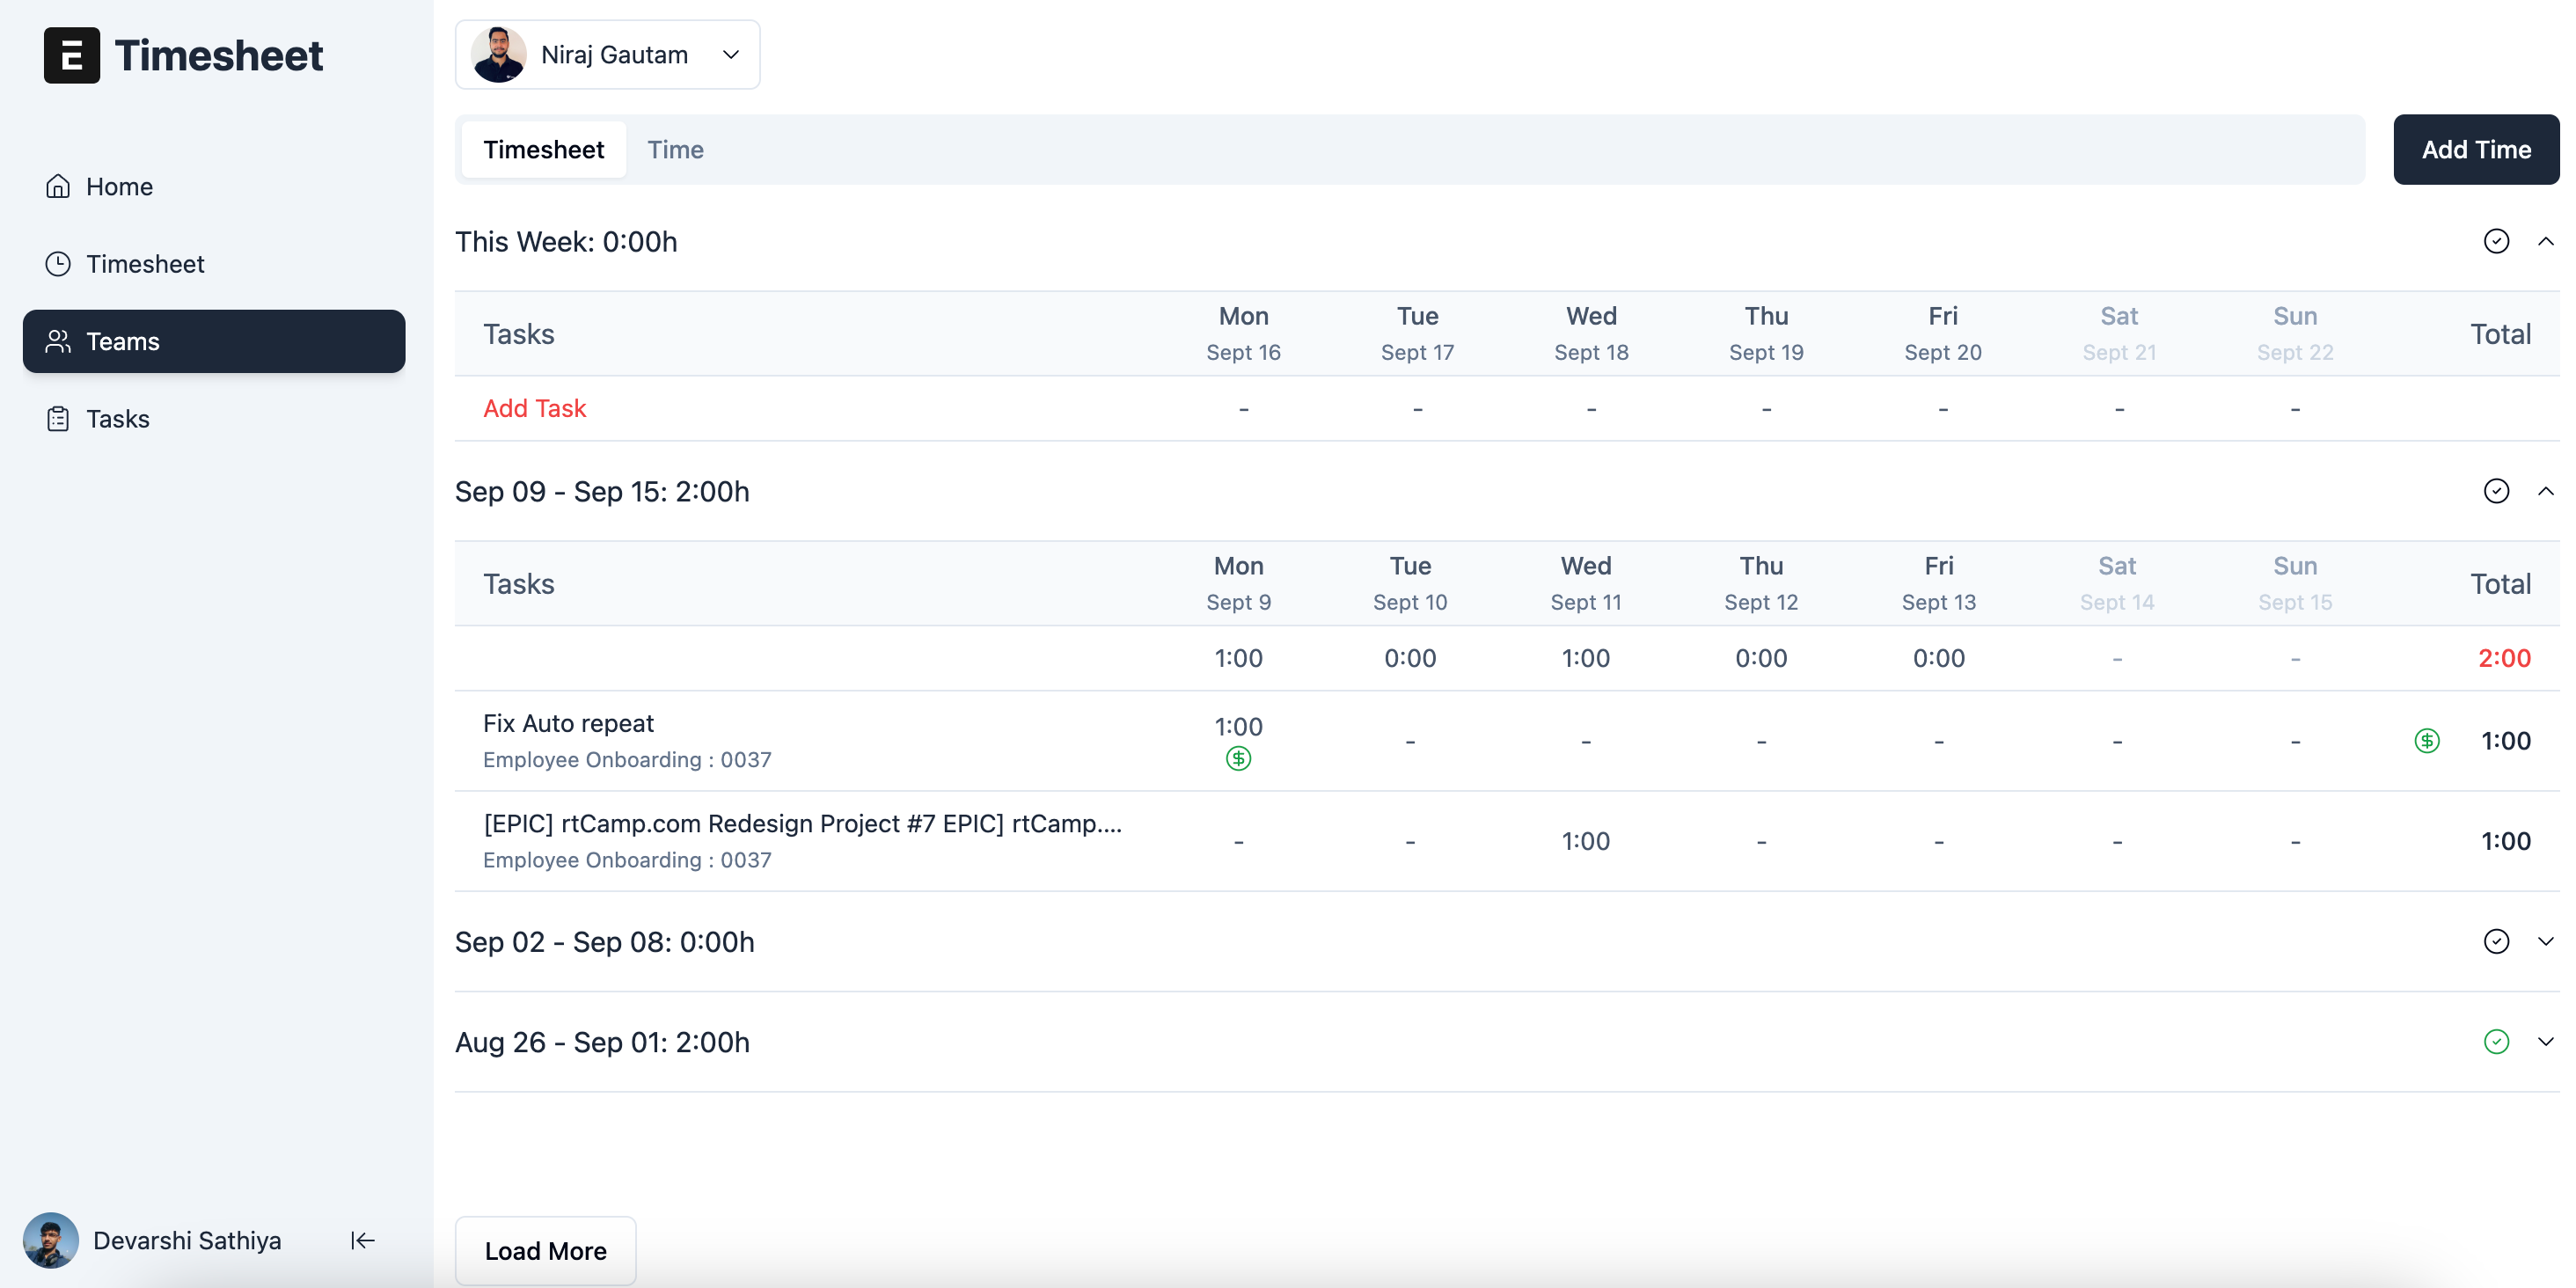 Timesheet
Home
Timesheet
Teams
Tasks
Devarshi Sathiya
Niraj Gautam
Timesheet Time Add Time
This Week: 0:00h
Tasks Mon Tue Wed Thu Fri Sat Sun Total
Sept 16 Sept 17 Sept 18 Sept 19 Sept 20 Sept 21 Sept 22
Add Task - - - - - - -
Sep 09 - Sep 15: 2:00h
Tasks Mon Tue Wed Thu Fri Sat Sun Total
Sept 9 Sept 10 Sept 11 Sept 12 Sept 13 Sept 14 Sept 15
1:00 0:00 1:00 0:00 0:00 - - 2:00
Fix Auto repeat 1:00 - - - - - - 1:00
Employee Onboarding : 0037
[EPIC] rtCamp.com Redesign Project #7 EPIC] rtCamp.... - - 1:00 - - - - 1:00
Employee Onboarding : 0037
Sep 02 - Sep 08: 0:00h
Aug 26 - Sep 01: 2:00h
Load More